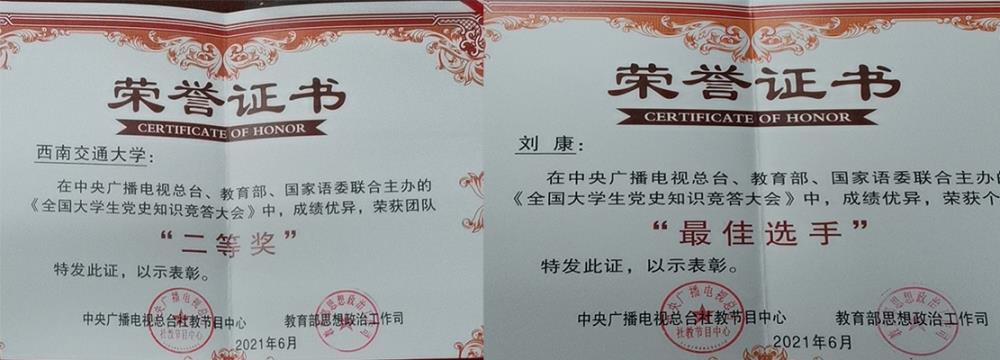 荣誉证书
CERTIFICATE OF HONOR
西南交通大学：
在中央广播电视总台、教育部、国家语委联合主办的
《全国大学生党史知识竞答大会》中，成绩优异，荣获团队
“二等奖”
特发此证，以示表彰。
中央广播电视总台社教节目中心
教育部思想政治工作司
2021年6月
荣誉证书
CERTIFICATE OF HONOR
刘 康：
在中央广播电视总台、教育部、国家语委联合主办的
《全国大学生党史知识竞答大会》中，成绩优异，荣获个
“最佳选手”
特发此证，以示表彰。
中央广播电视总台社教节目中心
社教节目中心
教育部思想政治工作司
2021年6月